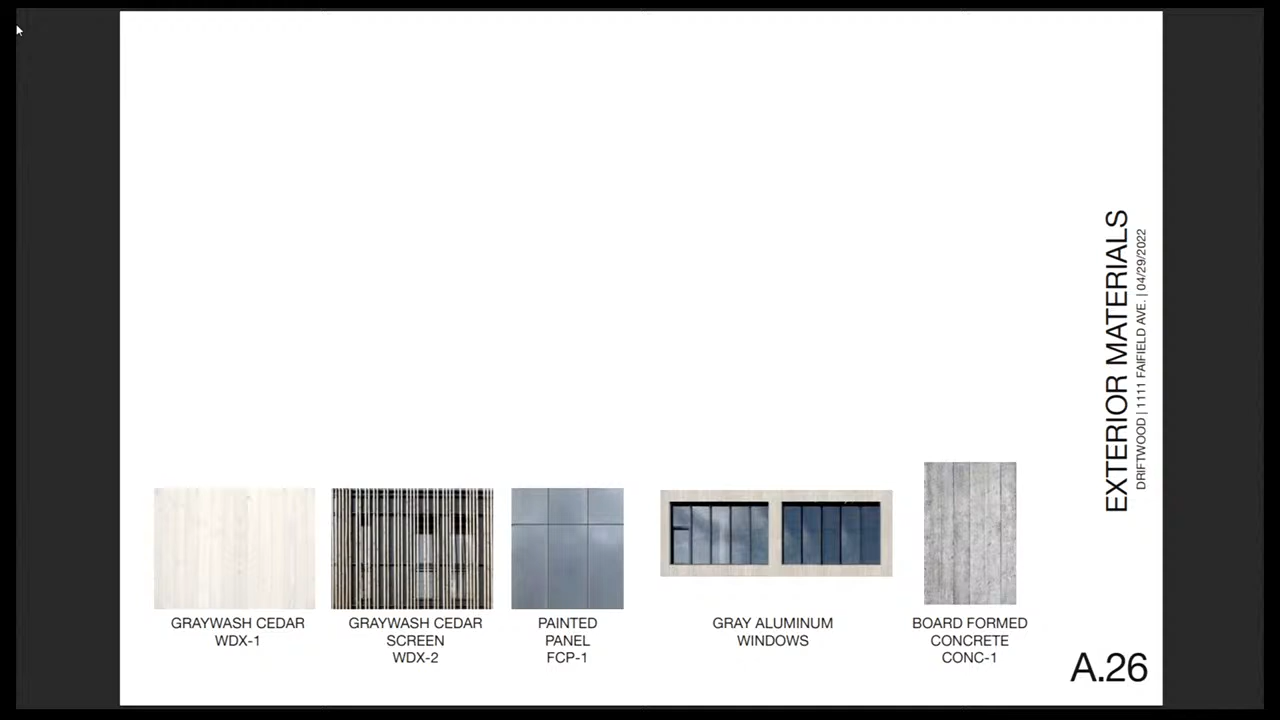 EXTERIOR MATERIALS
DRIFTWOOD | 1111 FAIFIELD AVE. | 04/29/2022
GRAYWASH CEDAR
WDX-1
GRAYWASH CEDAR
SCREEN
WDX-2
PAINTED
PANEL
FCP-1
GRAY ALUMINUM
WINDOWS
BOARD FORMED
CONCRETE
CONC-1
A.26